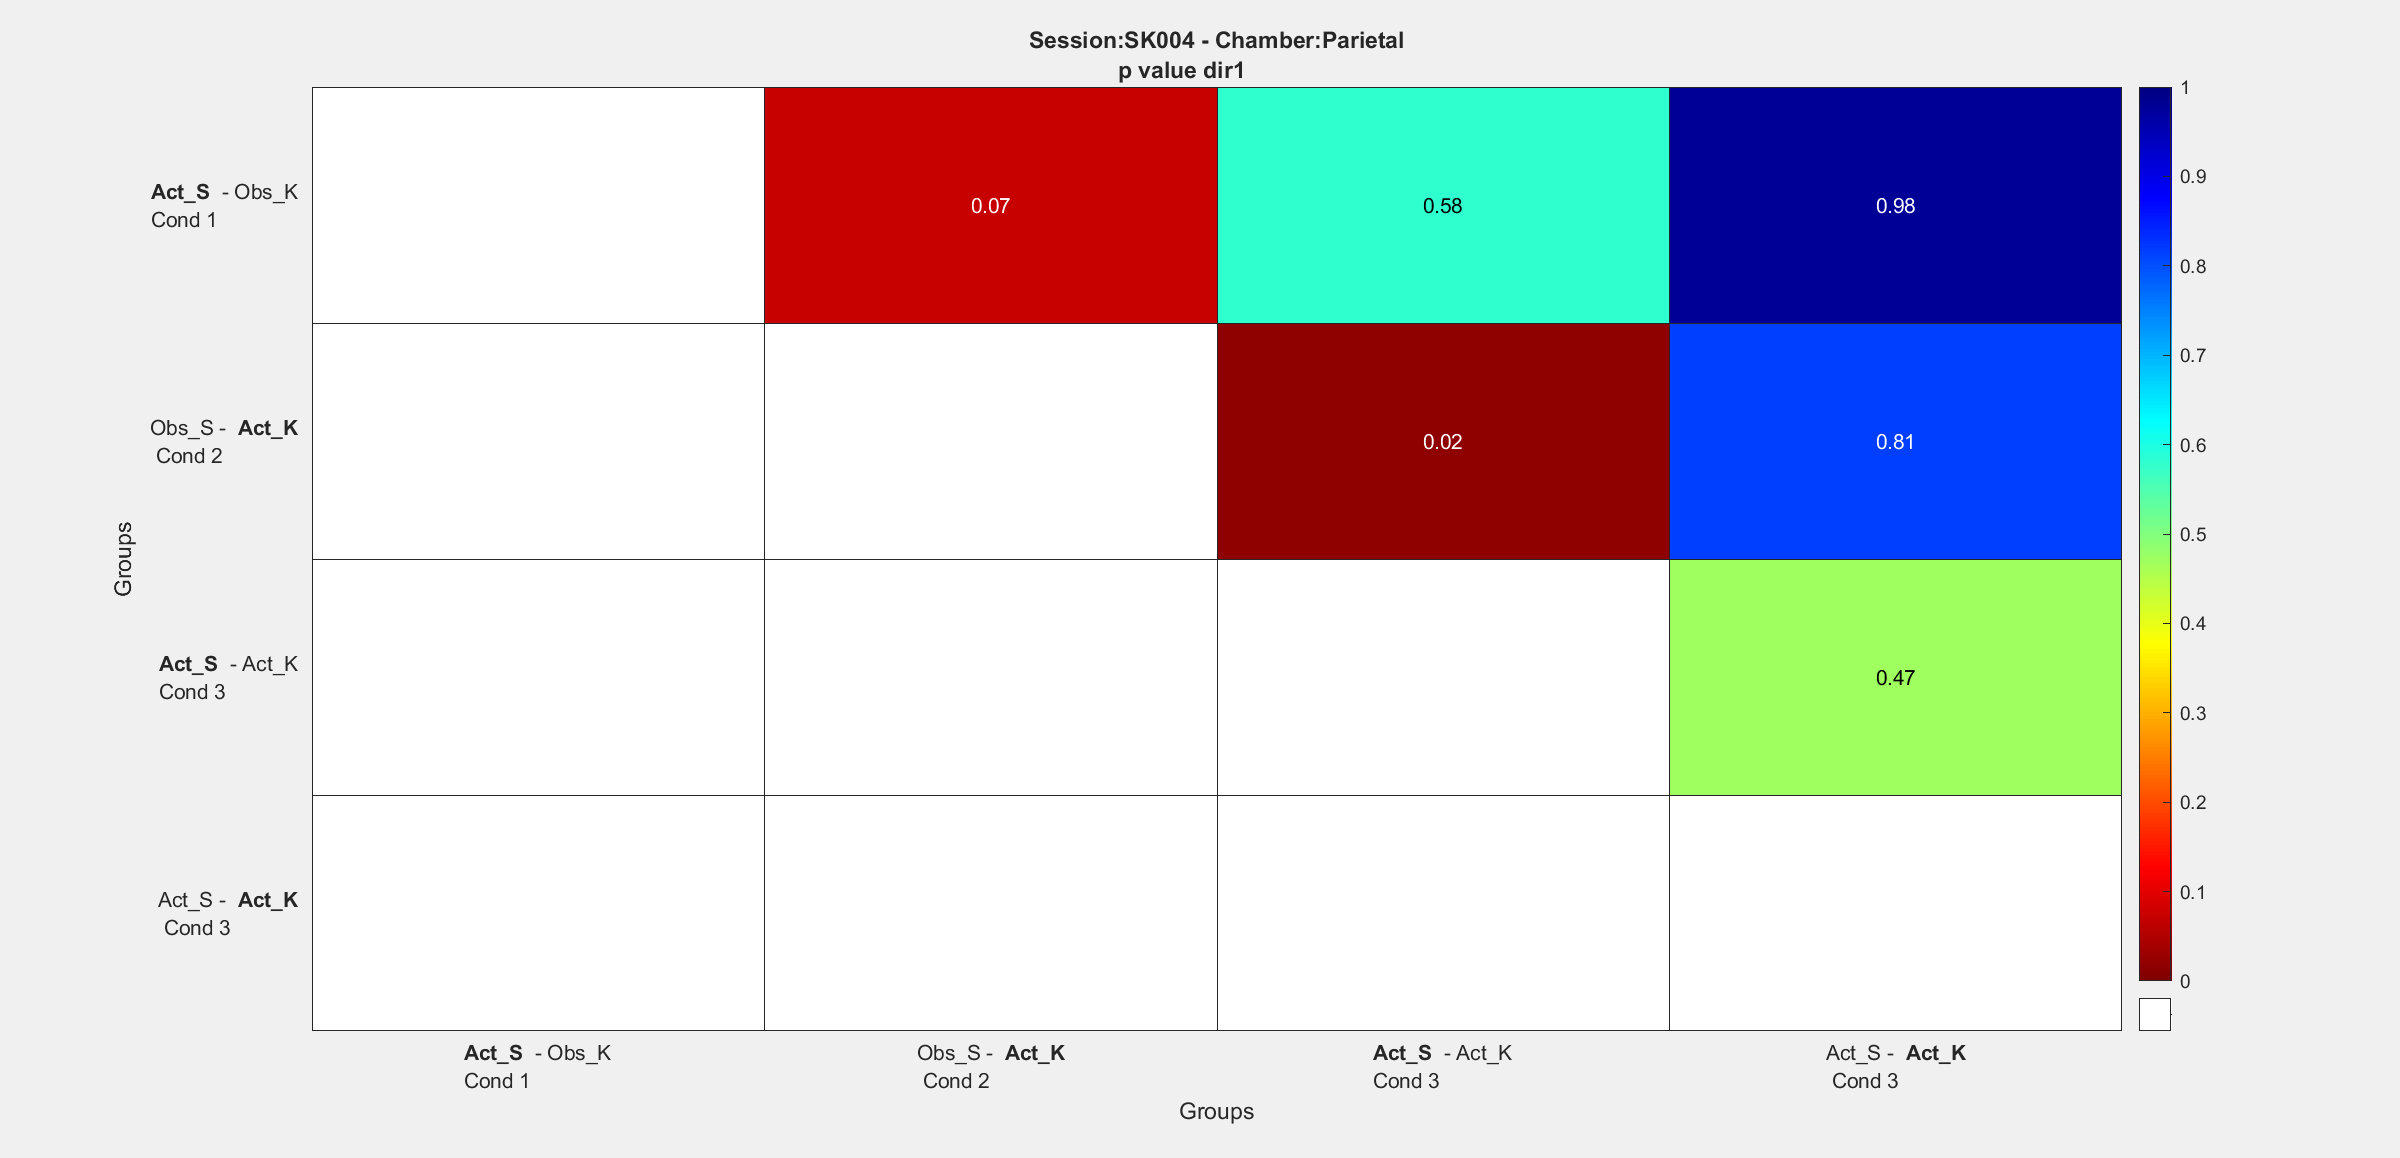 Session:SK004 - Chamber:Parietal
p value dir1
Act_S - Obs_K
Cond 1
0.07
0.58
0.98
Obs_S - Act_K
Cond 2
0.02
0.81
Act_S - Act_K
Cond 3
0.47
Act_S - Act_K
Cond 3
Groups
Act_S - Obs_K
Cond 1
Obs_S - Act_K
Cond 2
Act_S - Act_K
Cond 3
Act_S - Act_K
Cond 3
Groups
1
0.9
0.8
0.7
0.6
0.5
0.4
0.3
0.2
0.1
0